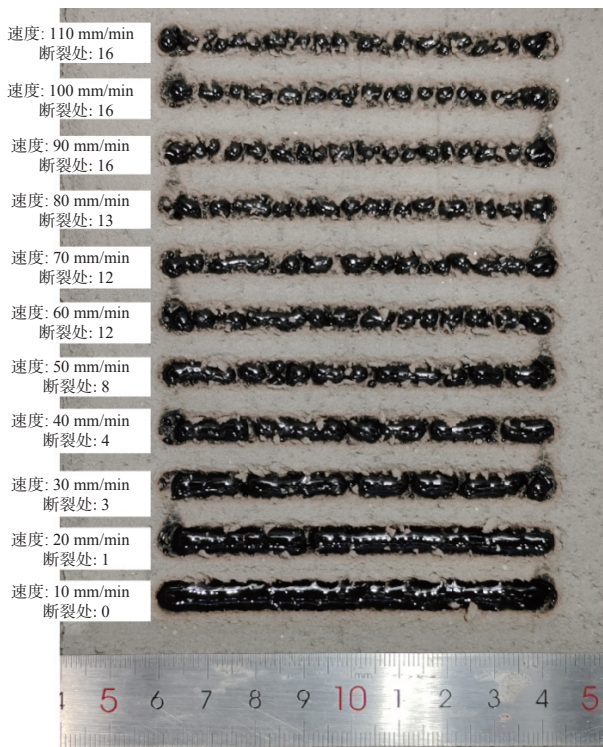 速度: 110 mm/min
断裂处: 16
速度: 100 mm/min
断裂处: 16
速度: 90 mm/min
断裂处: 16
速度: 80 mm/min
断裂处: 13
速度: 70 mm/min
断裂处: 12
速度: 60 mm/min
断裂处: 12
速度: 50 mm/min
断裂处: 8
速度: 40 mm/min
断裂处: 4
速度: 30 mm/min
断裂处: 3
速度: 20 mm/min
断裂处: 1
速度: 10 mm/min
断裂处: 0
mm
4 5 6 7 8 9 10 1 2 3 4 5